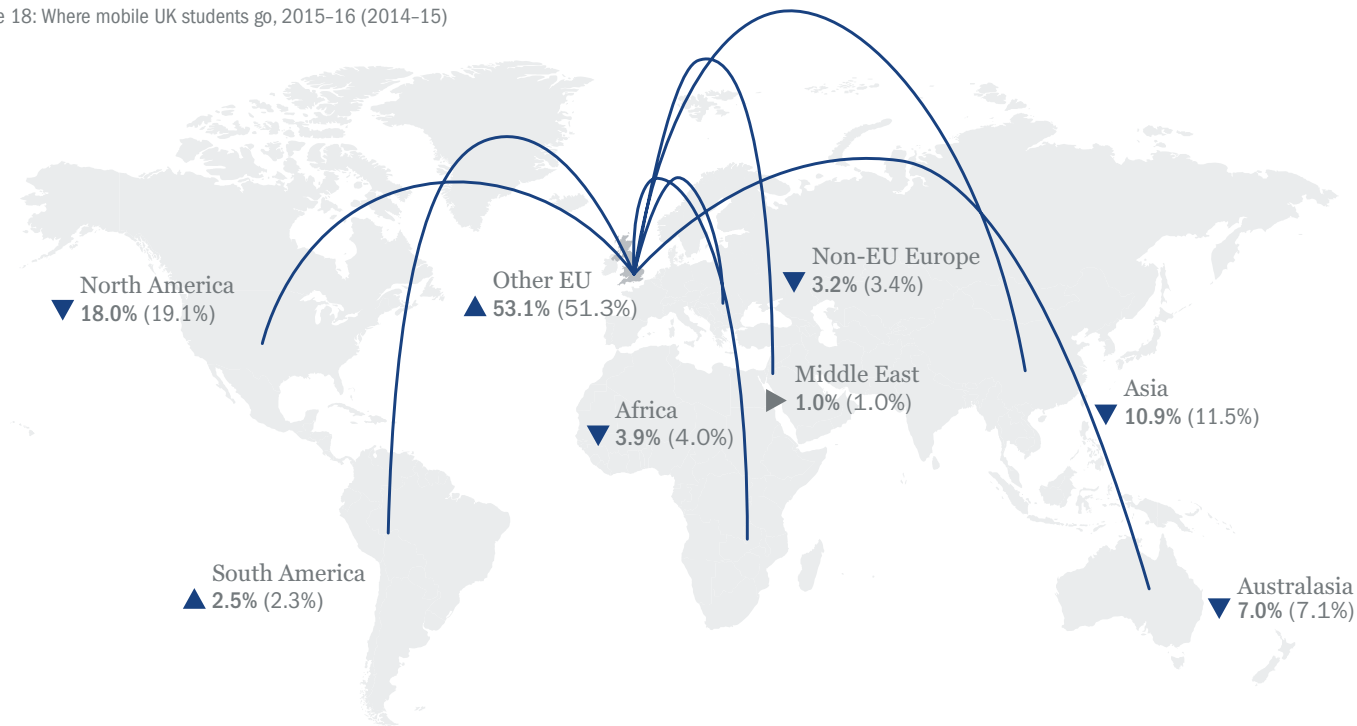 18: Where mobile UK students go, 2015–16 (2014–15)
North America
18.0% (19.1%)
Other EU
53.1% (51.3%)
Non-EU Europe
3.2% (3.4%)
Middle East
1.0% (1.0%)
Asia
10.9% (11.5%)
Africa
3.9% (4.0%)
South America
2.5% (2.3%)
Australasia
7.0% (7.1%)